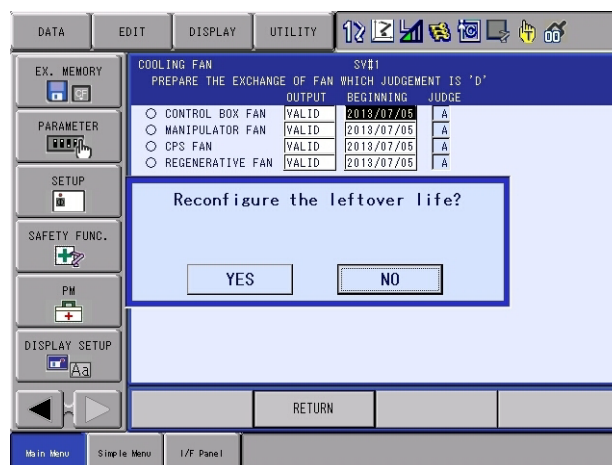 DATA EDIT DISPLAY UTILITY
EX. MEMORY
PARAMETER
SETUP
SAFETY FUNC.
PM
DISPLAY SETUP
Aa
COOLING FAN SV#1
PREPARE THE EXCHANGE OF FAN WHICH JUDGEMENT IS 'D'
OUTPUT BEGINNING JUDGE
CONTROL BOX FAN VALID 2013/07/05 A
MANIPULATOR FAN VALID 2013/07/05 A
CPS FAN VALID 2013/07/05 A
REGENERATIVE FAN VALID 2013/07/05 A
Reconfigure the leftover life?
YES NO
RETURN
Main Menu Simple Menu I/F Panel